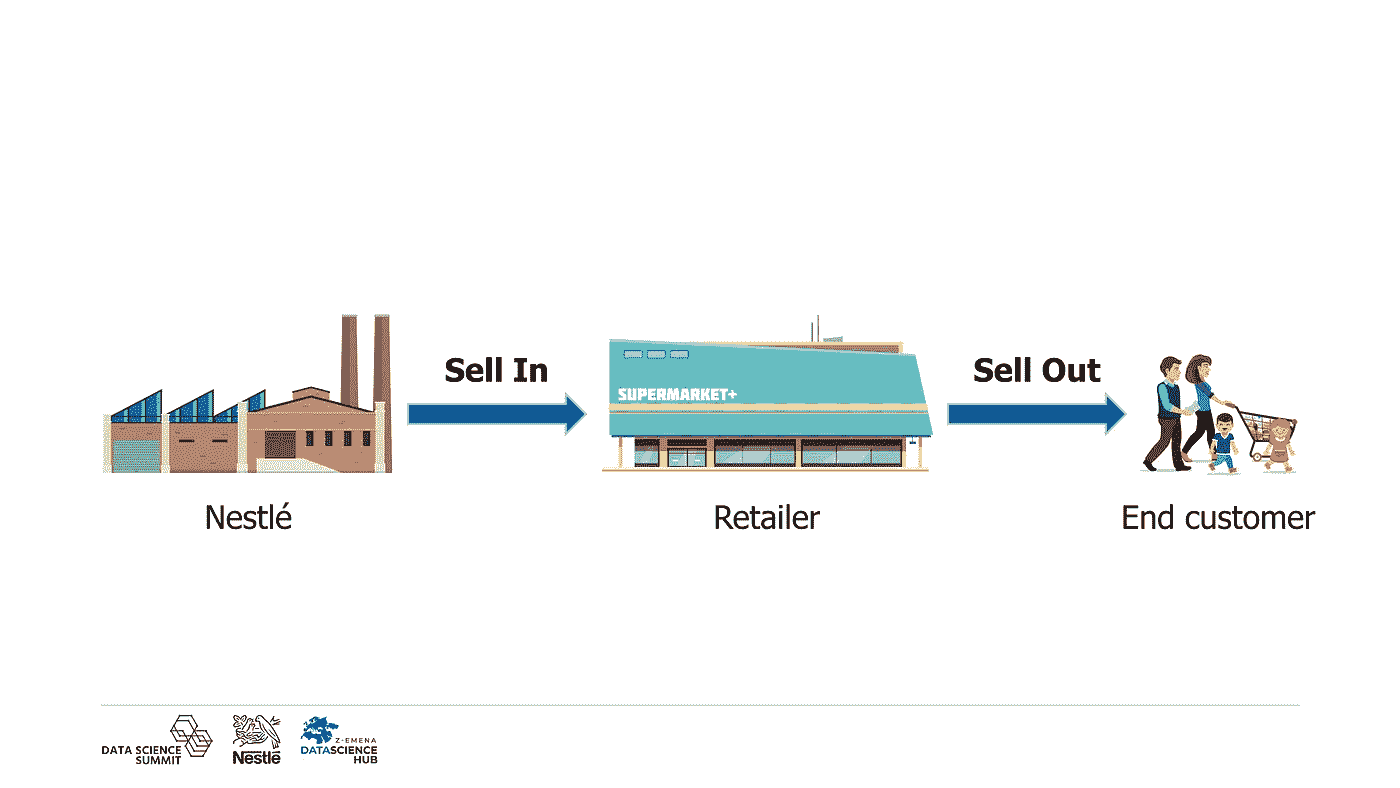 Sell In
Sell Out
SUPERMARKET+
Nestlé
Retailer
End customer
DATA SCIENCE
SUMMIT
Nestlé
Z-EMENA
DATASCIENCE
HUB